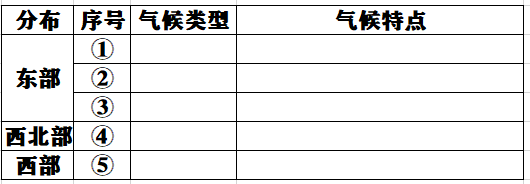 分布 序号 气候类型 气候特点
东部 ①
②
③
西北部 ④
西部 ⑤